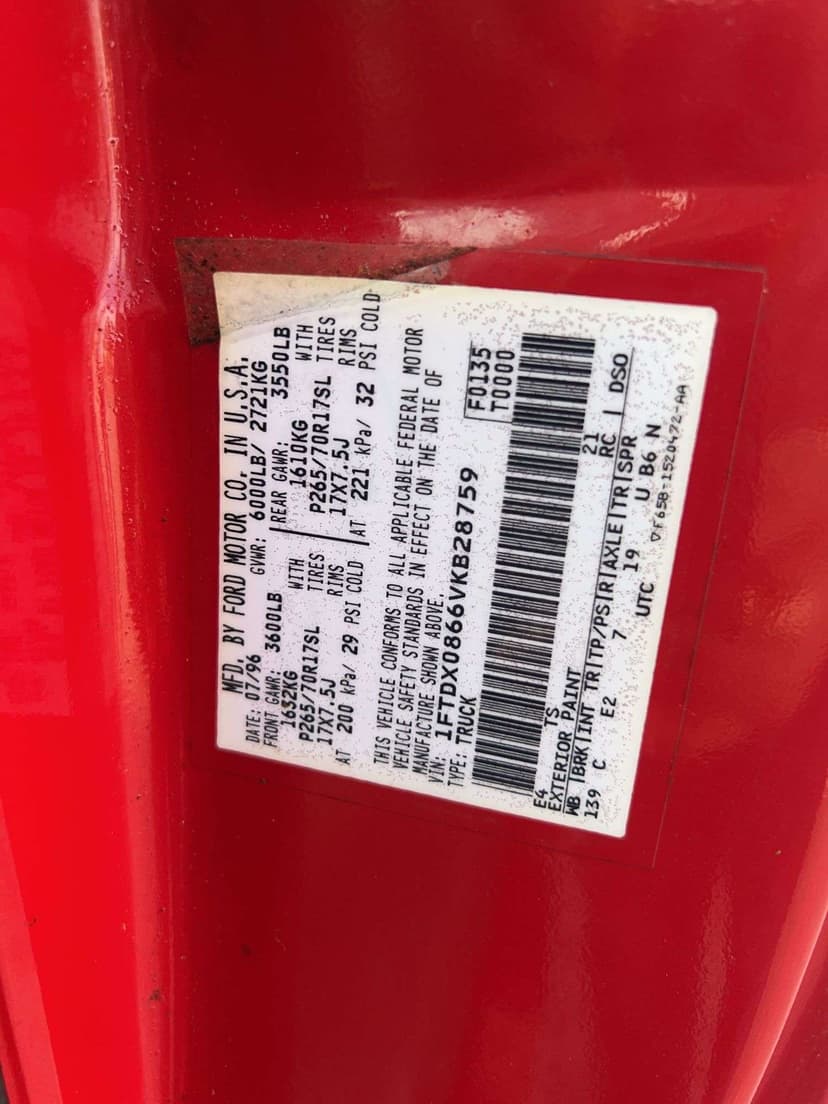 MFD. BY FORD MOTOR CO. IN U.S.A.
DATE: 07/96 GVWR: 6000LB/ 2721KG
FRONT GAWR: 3600LB REAR GAWR: 3550LB
1632KG WITH 1610KG WITH
P265/70R17SL TIRES P265/70R17SL TIRES
17X7.5J RIMS 17X7.5J RIMS
AT 200 kPa/ 29 PSI COLD AT 221 kPa/ 32 PSI COLD
THIS VEHICLE CONFORMS TO ALL APPLICABLE FEDERAL MOTOR
VEHICLE SAFETY STANDARDS IN EFFECT ON THE DATE OF
MANUFACTURE SHOWN ABOVE.
VIN: 1FTDX0866VKB28759 F0135
TYPE: TRUCK T0000
E4 TS 21
EXTERIOR PAINT RC DSO
WB |BRK|INT TR|TP/PS|R|AXLE|TR|SPR
139 C E2 7 19 U B6 N
UTC VF65B-1520472-AA